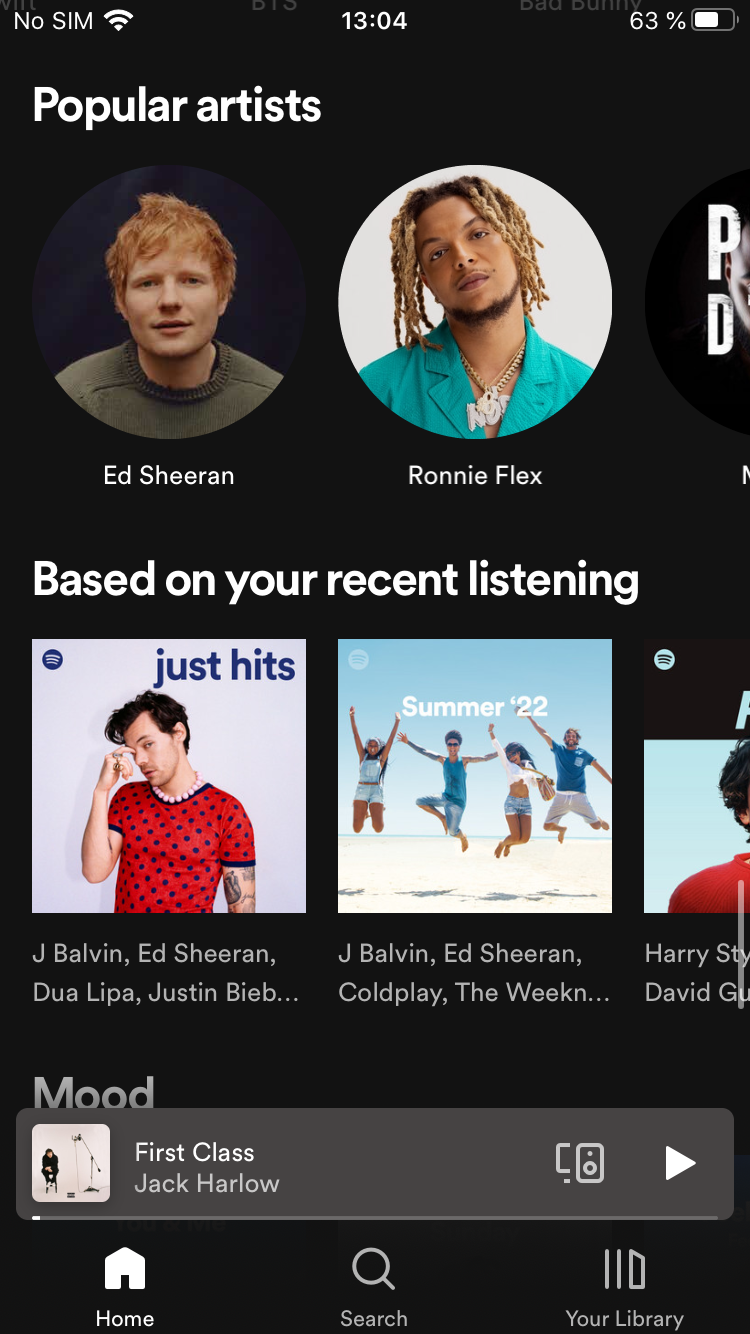 BTS
Bad Bunny
No SIM 13:04 63 %
Popular artists
P
D
Ed Sheeran
Ronnie Flex
Based on your recent listening
just hits
Summer ‘22
J Balvin, Ed Sheeran,
Dua Lipa, Justin Bieb...
J Balvin, Ed Sheeran,
Coldplay, The Weekn...
Harry Sty
David Gu
Mood
First Class
Jack Harlow
Home
Search
Your Library